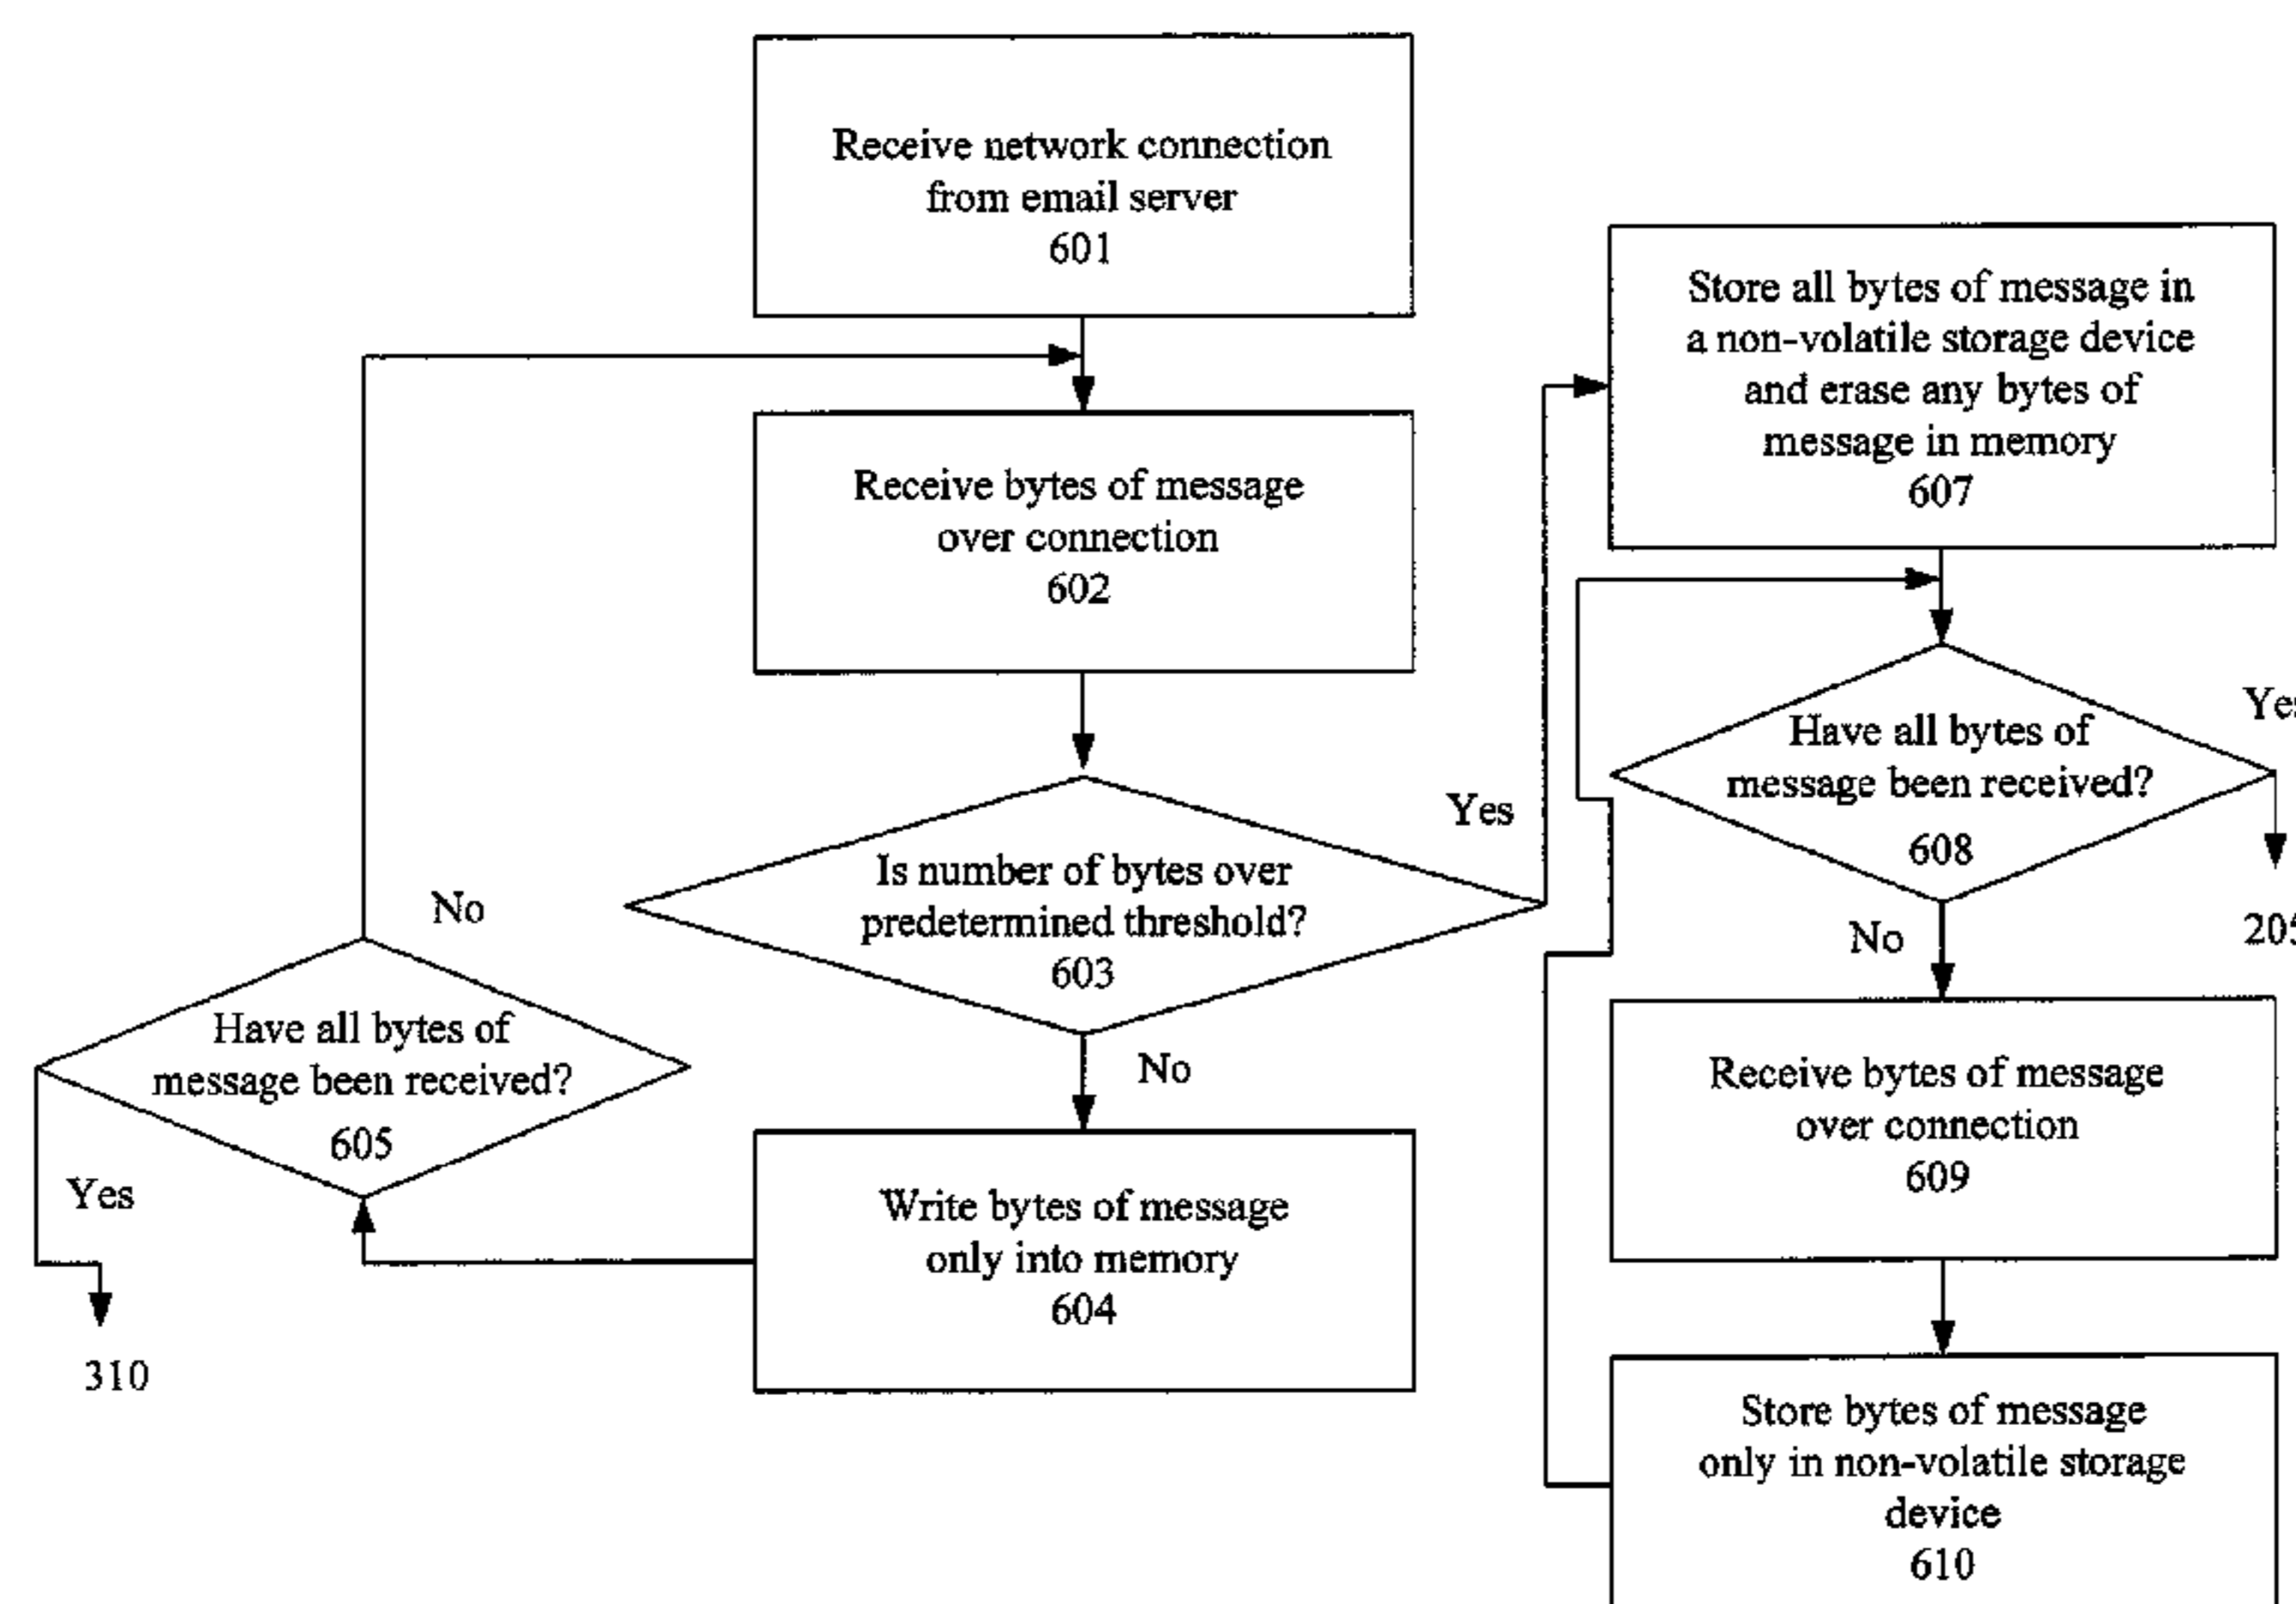 Receive network connection
from email server
601
Receive bytes of message
over connection
602
Is number of bytes over
predetermined threshold?
603
Yes
No
Write bytes of message
only into memory
604
Have all bytes of
message been received?
605
No
Yes
310
Store all bytes of message in
a non-volatile storage device
and erase any bytes of
message in memory
607
Have all bytes of
message been received?
608
Yes
205
No
Receive bytes of message
over connection
609
Store bytes of message
only in non-volatile storage
device
610